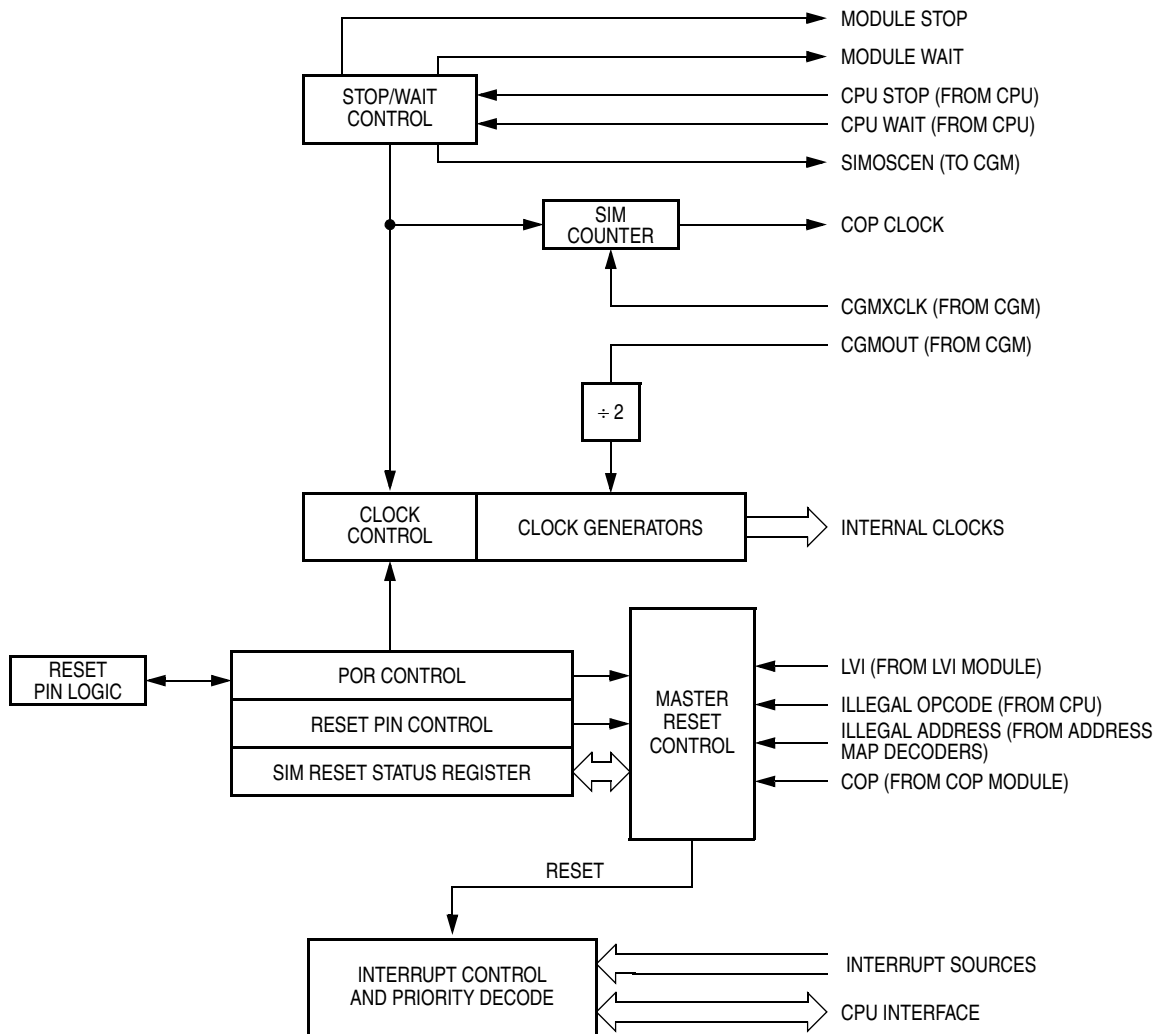 MODULE STOP
MODULE WAIT
STOP/WAIT
CONTROL
CPU STOP (FROM CPU)
CPU WAIT (FROM CPU)
SIMOSCEN (TO CGM)
SIM
COUNTER
COP CLOCK
CGMXCLK (FROM CGM)
CGMOUT (FROM CGM)
÷ 2
CLOCK
CONTROL
CLOCK GENERATORS
INTERNAL CLOCKS
RESET
PIN LOGIC
POR CONTROL
RESET PIN CONTROL
SIM RESET STATUS REGISTER
MASTER
RESET
CONTROL
LVI (FROM LVI MODULE)
ILLEGAL OPCODE (FROM CPU)
ILLEGAL ADDRESS (FROM ADDRESS
MAP DECODERS)
COP (FROM COP MODULE)
RESET
INTERRUPT CONTROL
AND PRIORITY DECODE
INTERRUPT SOURCES
CPU INTERFACE